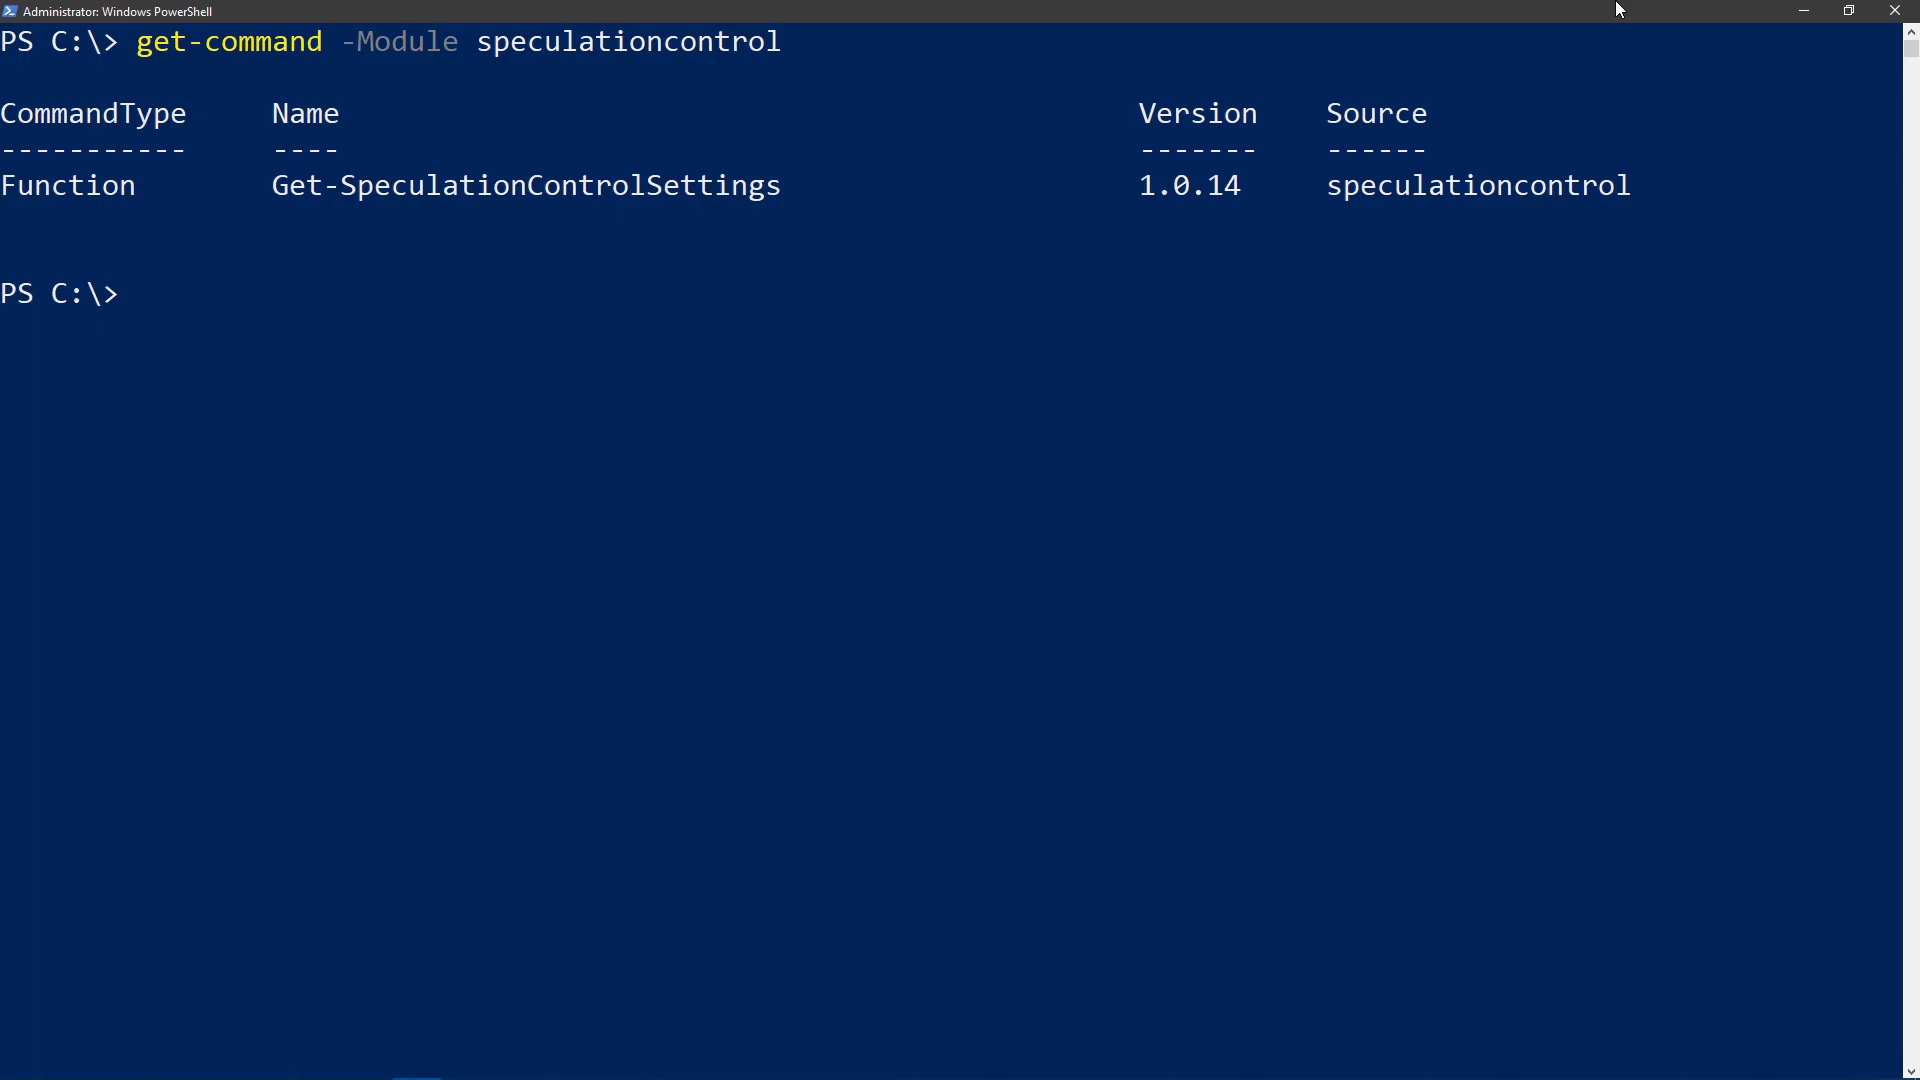 Administrator: Windows PowerShell
PS C:\> get-command -Module speculationcontrol
CommandType     Name                                               Version    Source
-----------     ----                                               -------    ------
Function        Get-SpeculationControlSettings                     1.0.14     speculationcontrol
PS C:\>